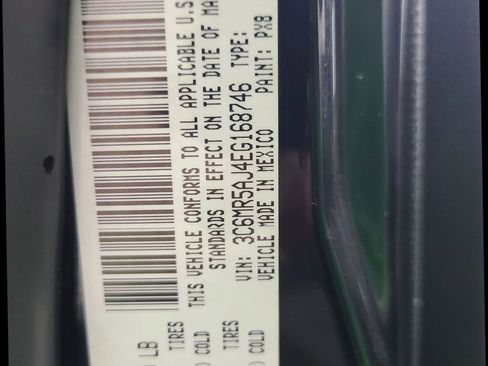 LB
TIRES
COLD
THIS VEHICLE CONFORMS TO ALL APPLICABLE U.S
STANDARDS IN EFFECT ON THE DATE OF MA
VIN: 3C6MR5AJ4EG168746 TYPE:
VEHICLE MADE IN MEXICO PAINT: PX8
TIRES
) COLD